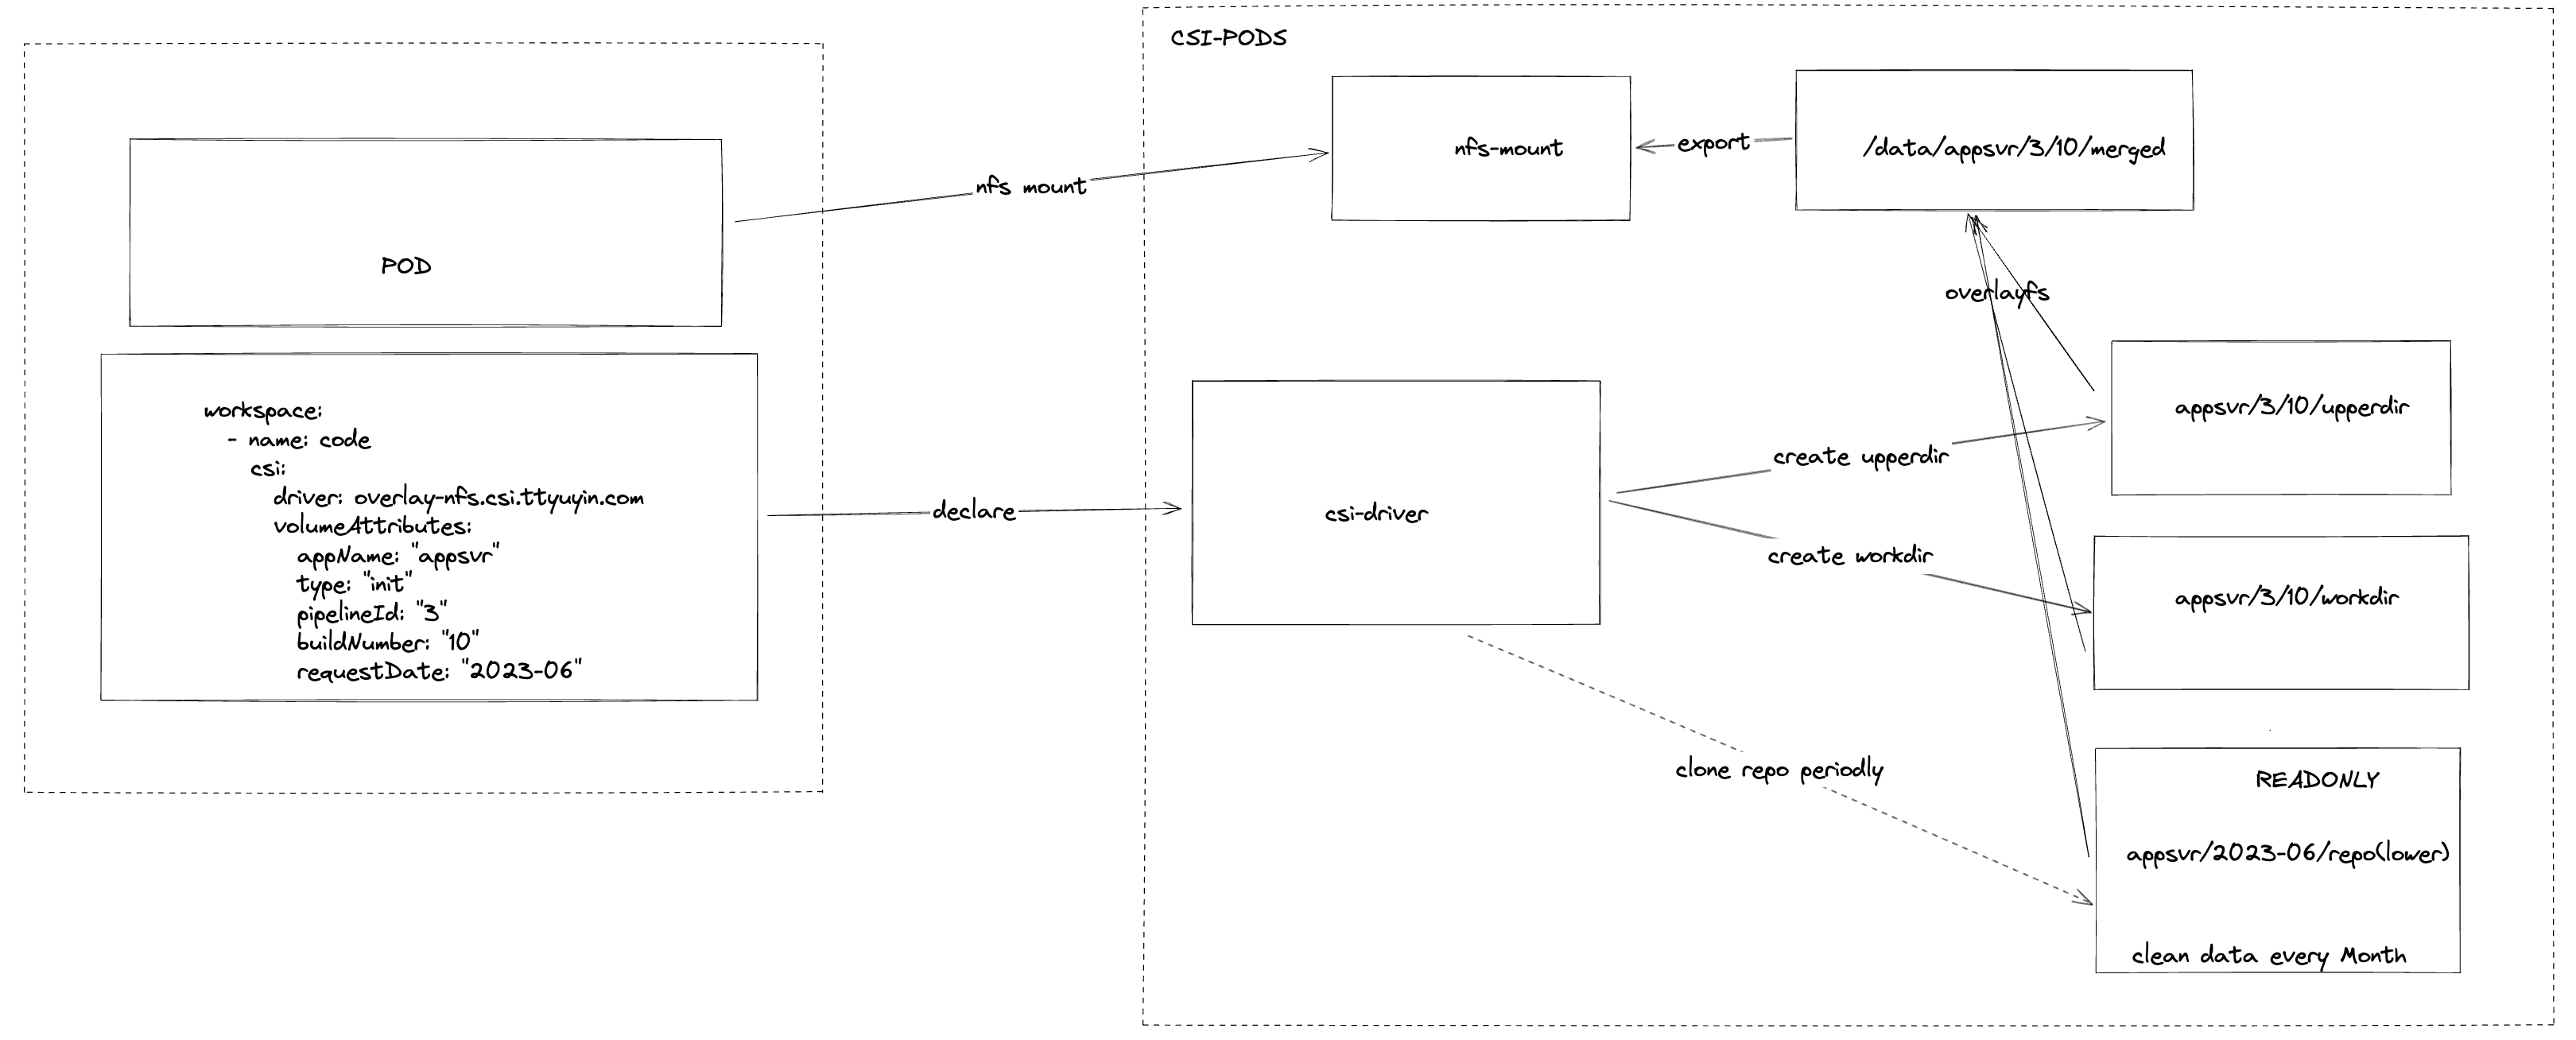 CSI-PODS
nfs-mount
export
/data/appsvr/3/10/merged
nfs mount
POD
overlayfs
workspace:
- name: code
csi:
driver: overlay-nfs.csi.ttyuyin.com
volumeAttributes:
appName: "appsvr"
type: "init"
pipelineId: "3"
buildNumber: "10"
requestDate: "2023-06"
declare
csi-driver
create upperdir
appsvr/3/10/upperdir
create workdir
appsvr/3/10/workdir
clone repo periodly
READONLY
appsvr/2023-06/repo(lower)
clean data every Month